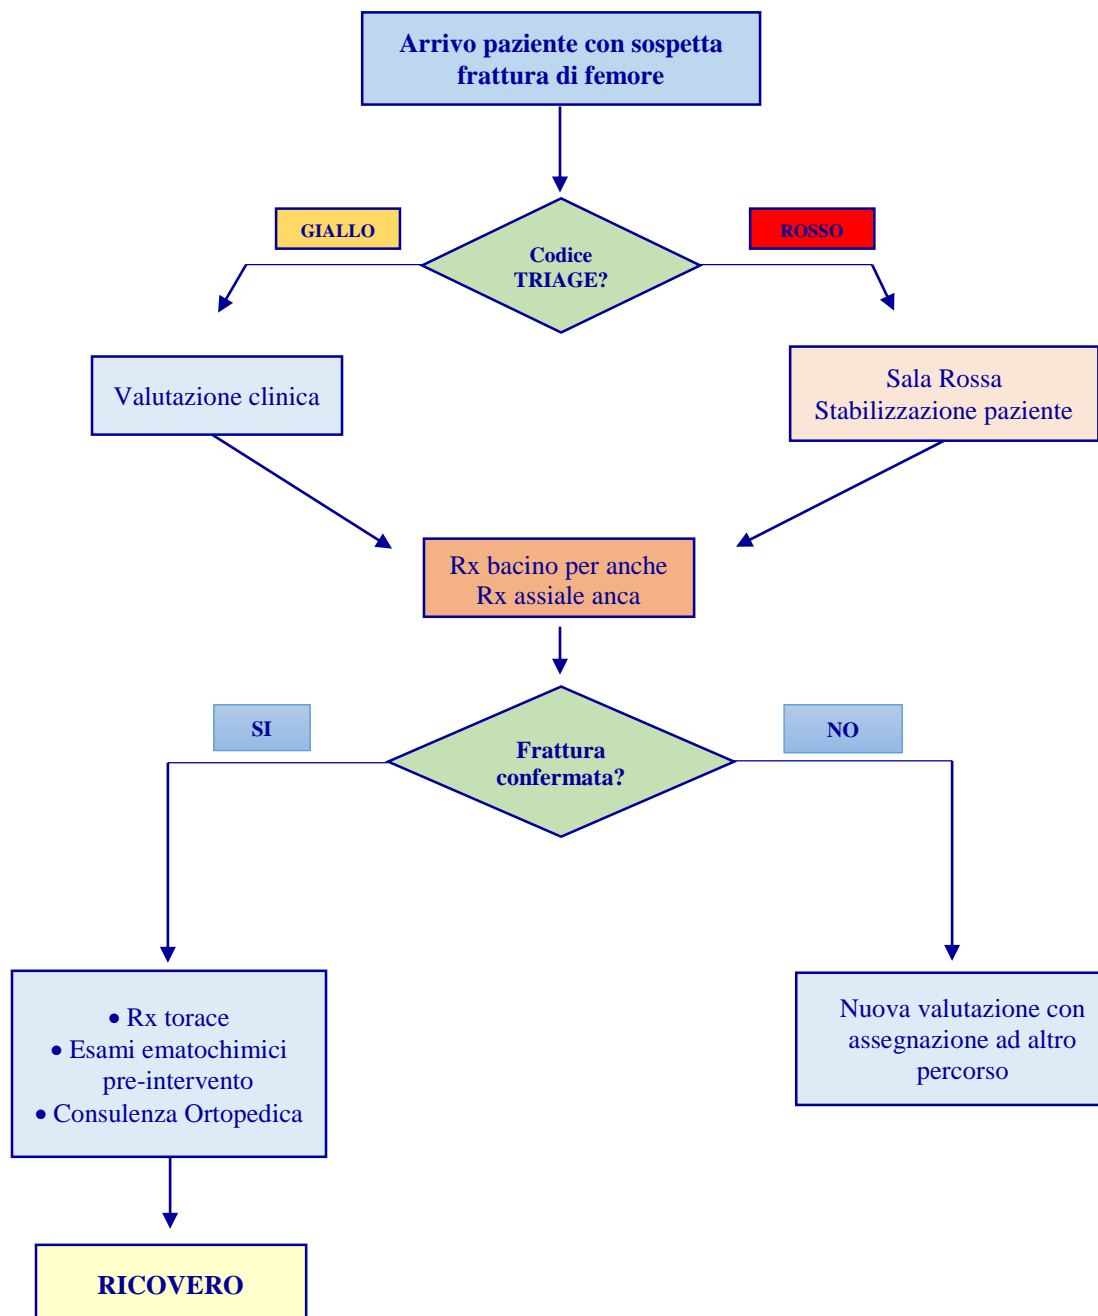 Arrivo paziente con sospetta
frattura di femore
GIALLO
ROSSO
Codice
TRIAGE?
Valutazione clinica
Sala Rossa
Stabilizzazione paziente
Rx bacino per anche
Rx assiale anca
SI
NO
Frattura
confermata?
• Rx torace
• Esami ematochimici
pre-intervento
• Consulenza Ortopedica
Nuova valutazione con
assegnazione ad altro
percorso
RICOVERO